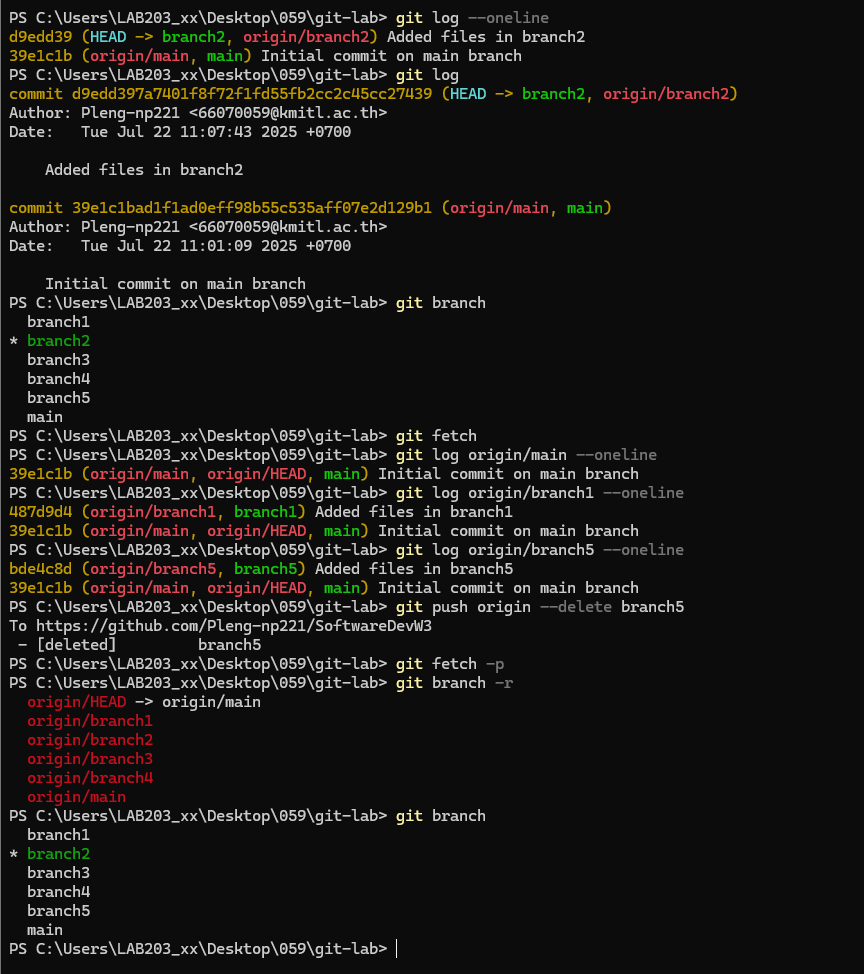 PS C:\Users\LAB203_xx\Desktop\059\git-lab> git log --oneline
d9edd39 (HEAD -> branch2, origin/branch2) Added files in branch2
39e1c1b (origin/main, main) Initial commit on main branch
PS C:\Users\LAB203_xx\Desktop\059\git-lab> git log
commit d9edd397a7401f8f72f1fd55fb2cc2c45cc27439 (HEAD -> branch2, origin/branch2)
Author: Pleng-np221 <66070059@kmitl.ac.th>
Date:   Tue Jul 22 11:07:43 2025 +0700

    Added files in branch2

commit 39e1c1bad1f1ad0eff98b55c535aff07e2d129b1 (origin/main, main)
Author: Pleng-np221 <66070059@kmitl.ac.th>
Date:   Tue Jul 22 11:01:09 2025 +0700

    Initial commit on main branch
PS C:\Users\LAB203_xx\Desktop\059\git-lab> git branch
  branch1
* branch2
  branch3
  branch4
  branch5
  main
PS C:\Users\LAB203_xx\Desktop\059\git-lab> git fetch
PS C:\Users\LAB203_xx\Desktop\059\git-lab> git log origin/main --oneline
39e1c1b (origin/main, origin/HEAD, main) Initial commit on main branch
PS C:\Users\LAB203_xx\Desktop\059\git-lab> git log origin/branch1 --oneline
487d9d4 (origin/branch1, branch1) Added files in branch1
39e1c1b (origin/main, origin/HEAD, main) Initial commit on main branch
PS C:\Users\LAB203_xx\Desktop\059\git-lab> git log origin/branch5 --oneline
bde4c8d (origin/branch5, branch5) Added files in branch5
39e1c1b (origin/main, origin/HEAD, main) Initial commit on main branch
PS C:\Users\LAB203_xx\Desktop\059\git-lab> git push origin --delete branch5
To https://github.com/Pleng-np221/SoftwareDevW3
 - [deleted]         branch5
PS C:\Users\LAB203_xx\Desktop\059\git-lab> git fetch -p
PS C:\Users\LAB203_xx\Desktop\059\git-lab> git branch -r
  origin/HEAD -> origin/main
  origin/branch1
  origin/branch2
  origin/branch3
  origin/branch4
  origin/main
PS C:\Users\LAB203_xx\Desktop\059\git-lab> git branch
  branch1
* branch2
  branch3
  branch4
  branch5
  main
PS C:\Users\LAB203_xx\Desktop\059\git-lab>